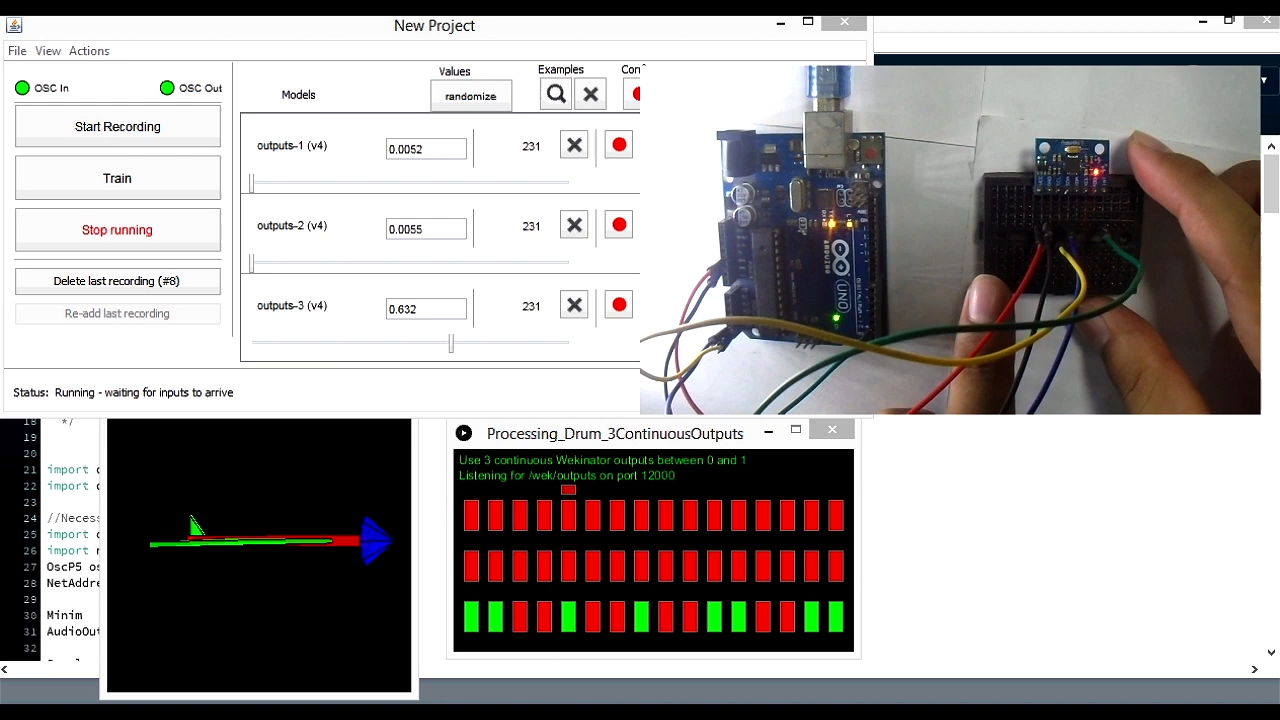 New Project
File View Actions
OSC In OSC Out
Start Recording
Train
Stop running
Delete last recording (#8)
Re-add last recording
Models
Values
randomize
Examples
outputs-1 (v4) 0.0052 231
outputs-2 (v4) 0.0055 231
outputs-3 (v4) 0.632 231
Status: Running - waiting for inputs to arrive
ARDUINO
UNO
18 */
19
20
21 import
22 import
23
24 //Necess
25 import
26 import
27 OscP5 os
28 NetAddre
29
30 Minim
31 AudioOut
32
Processing_Drum_3ContinuousOutputs
Use 3 continuous Wekinator outputs between 0 and 1
Listening for /wek/outputs on port 12000